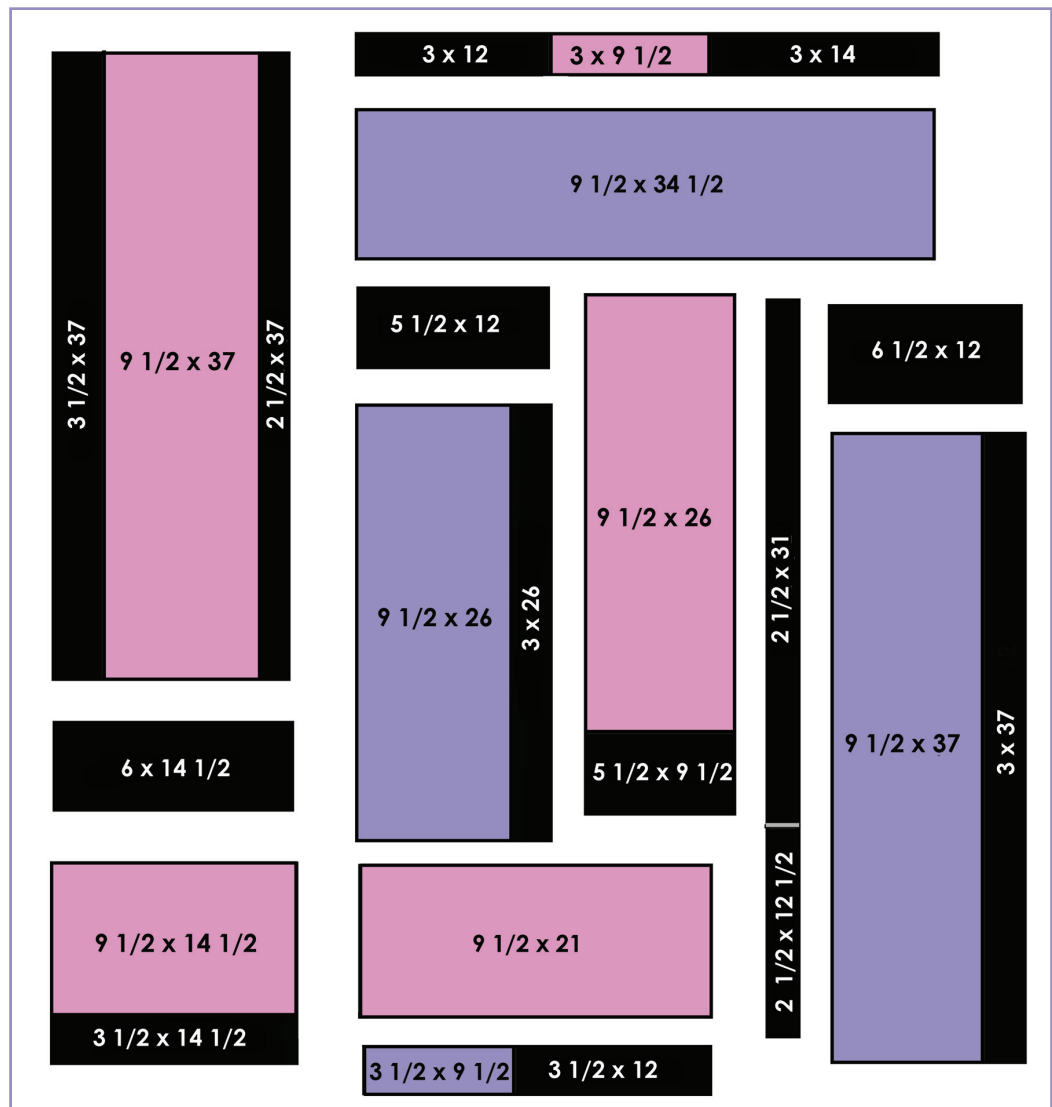 3 x 12
3 x 9 1/2
3 x 14
3 1/2 x 37
9 1/2 x 37
2 1/2 x 37
9 1/2 x 34 1/2
5 1/2 x 12
6 1/2 x 12
9 1/2 x 26
3 x 26
9 1/2 x 26
5 1/2 x 9 1/2
2 1/2 x 31
2 1/2 x 12 1/2
9 1/2 x 37
3 x 37
6 x 14 1/2
9 1/2 x 14 1/2
3 1/2 x 14 1/2
9 1/2 x 21
3 1/2 x 9 1/2
3 1/2 x 12